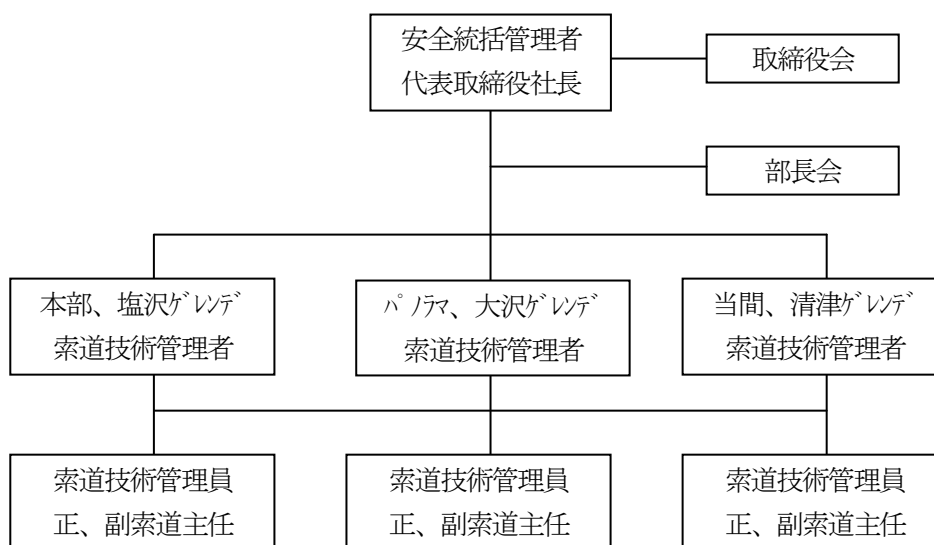 安全統括管理者
代表取締役社長
取締役会
部長会
本部、塩沢ｹﾞﾚﾝﾃﾞ
索道技術管理者
ﾊﾟﾉﾗﾏ、大沢ｹﾞﾚﾝﾃﾞ
索道技術管理者
当間、清津ｹﾞﾚﾝﾃﾞ
索道技術管理者
索道技術管理員
正、副索道主任
索道技術管理員
正、副索道主任
索道技術管理員
正、副索道主任